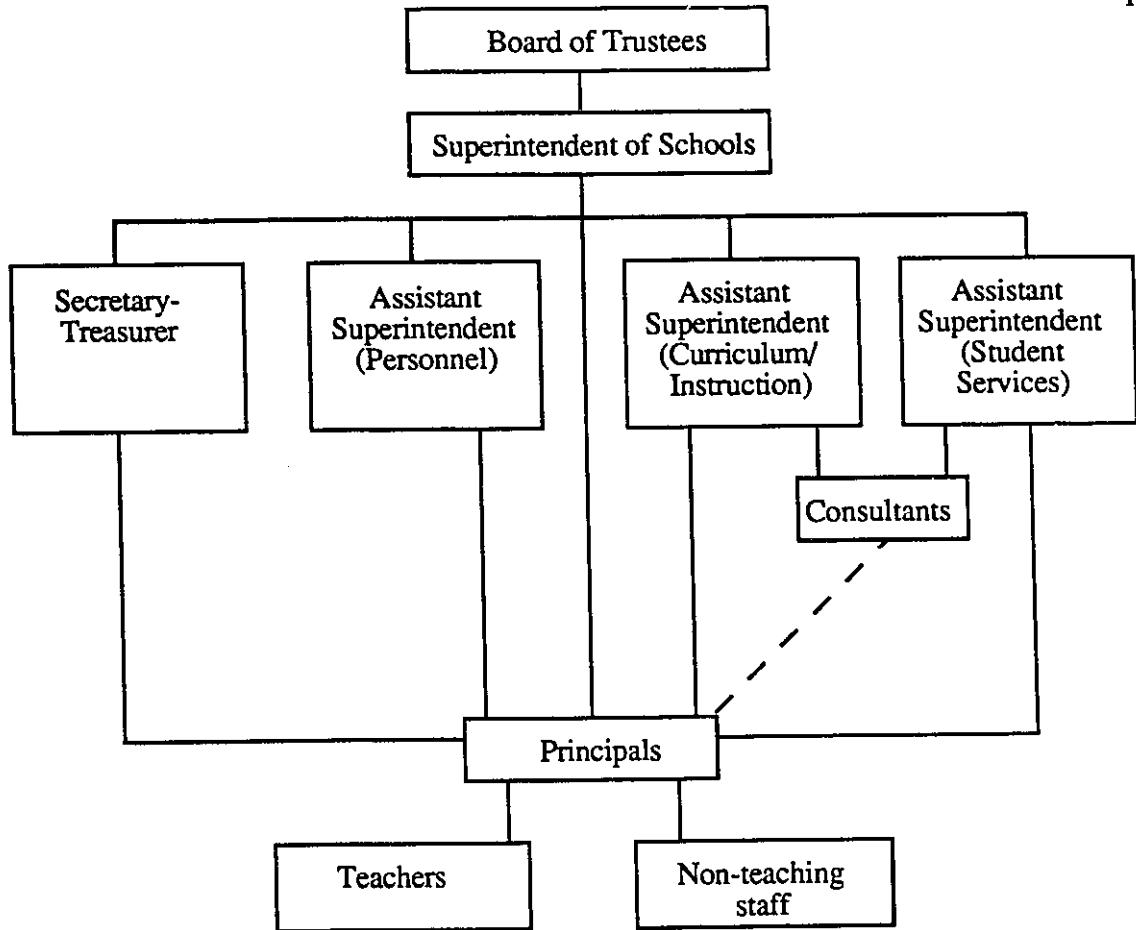 Board of Trustees
Superintendent of Schools
Secretary-
Treasurer
Assistant
Superintendent
(Personnel)
Assistant
Superintendent
(Curriculum/
Instruction)
Assistant
Superintendent
(Student
Services)
Consultants
Principals
Teachers
Non-teaching
staff